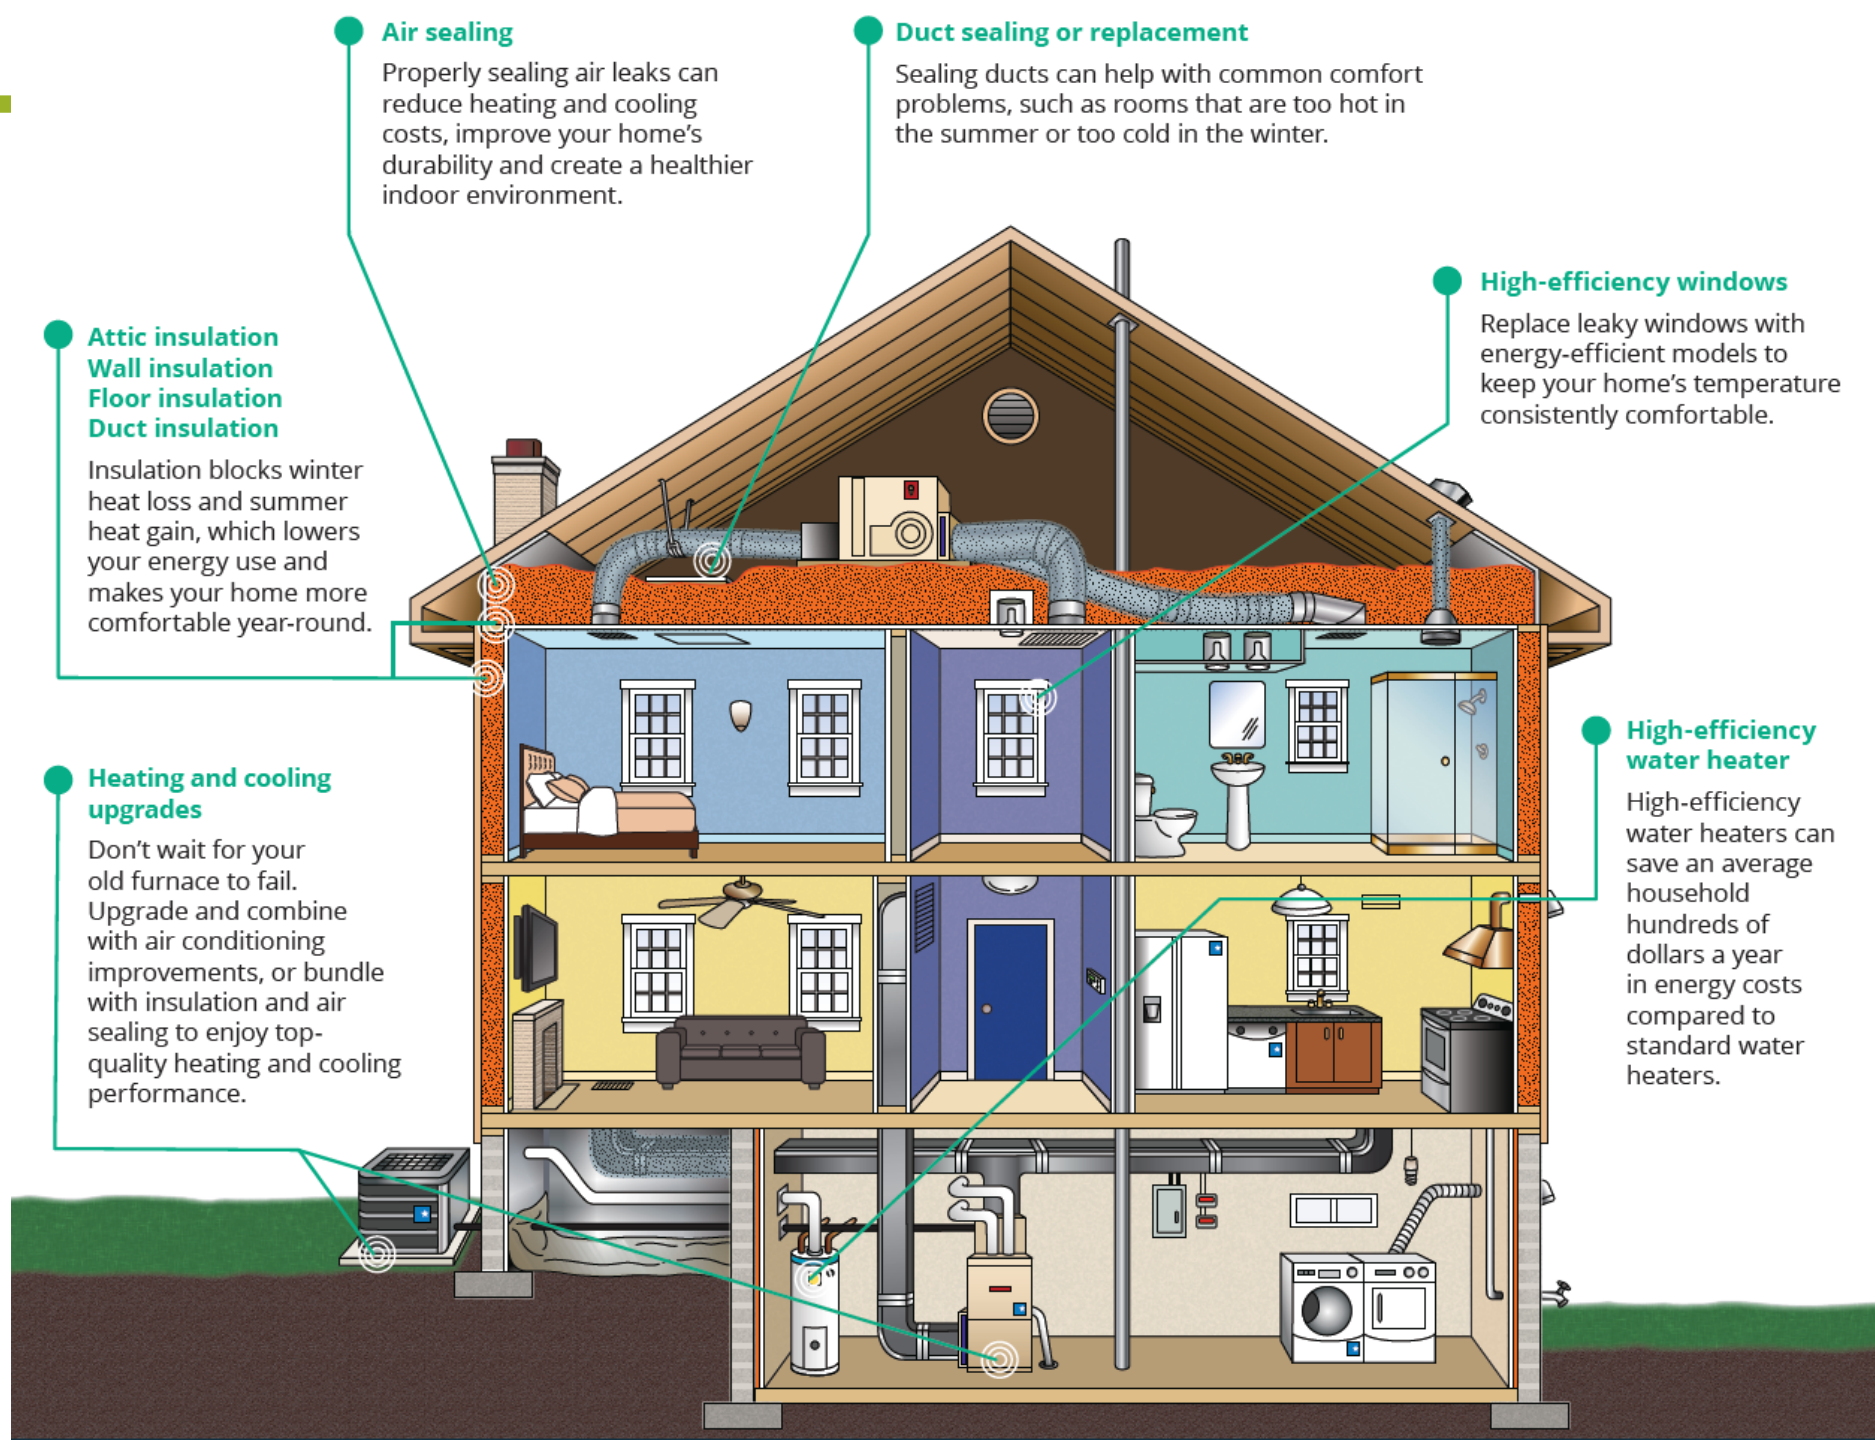 Air sealing
Properly sealing air leaks can
reduce heating and cooling
costs, improve your home’s
durability and create a healthier
indoor environment.
Duct sealing or replacement
Sealing ducts can help with common comfort
problems, such as rooms that are too hot in
the summer or too cold in the winter.
High-efficiency windows
Replace leaky windows with
energy-efficient models to
keep your home’s temperature
consistently comfortable.
Attic insulation
Wall insulation
Floor insulation
Duct insulation
Insulation blocks winter
heat loss and summer
heat gain, which lowers
your energy use and
makes your home more
comfortable year-round.
High-efficiency
water heater
High-efficiency
water heaters can
save an average
household
hundreds of
dollars a year
in energy costs
compared to
standard water
heaters.
Heating and cooling
upgrades
Don’t wait for your
old furnace to fail.
Upgrade and combine
with air conditioning
improvements, or bundle
with insulation and air
sealing to enjoy top-
quality heating and cooling
performance.